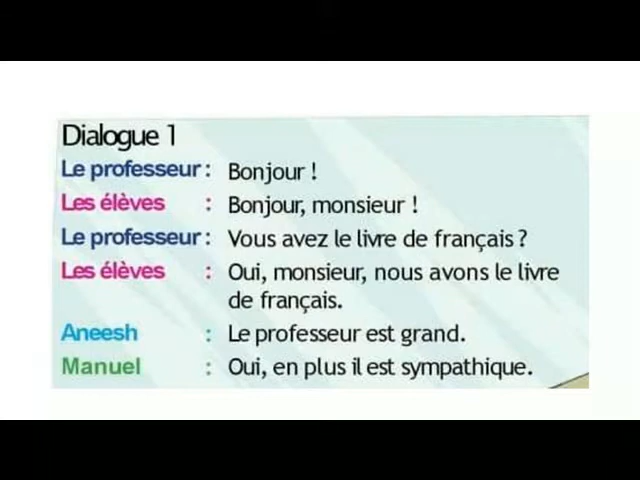 Dialogue 1
Le professeur : Bonjour !
Les élèves : Bonjour, monsieur !
Le professeur : Vous avez le livre de français ?
Les élèves : Oui, monsieur, nous avons le livre
de français.
Aneesh : Le professeur est grand.
Manuel : Oui, en plus il est sympathique.